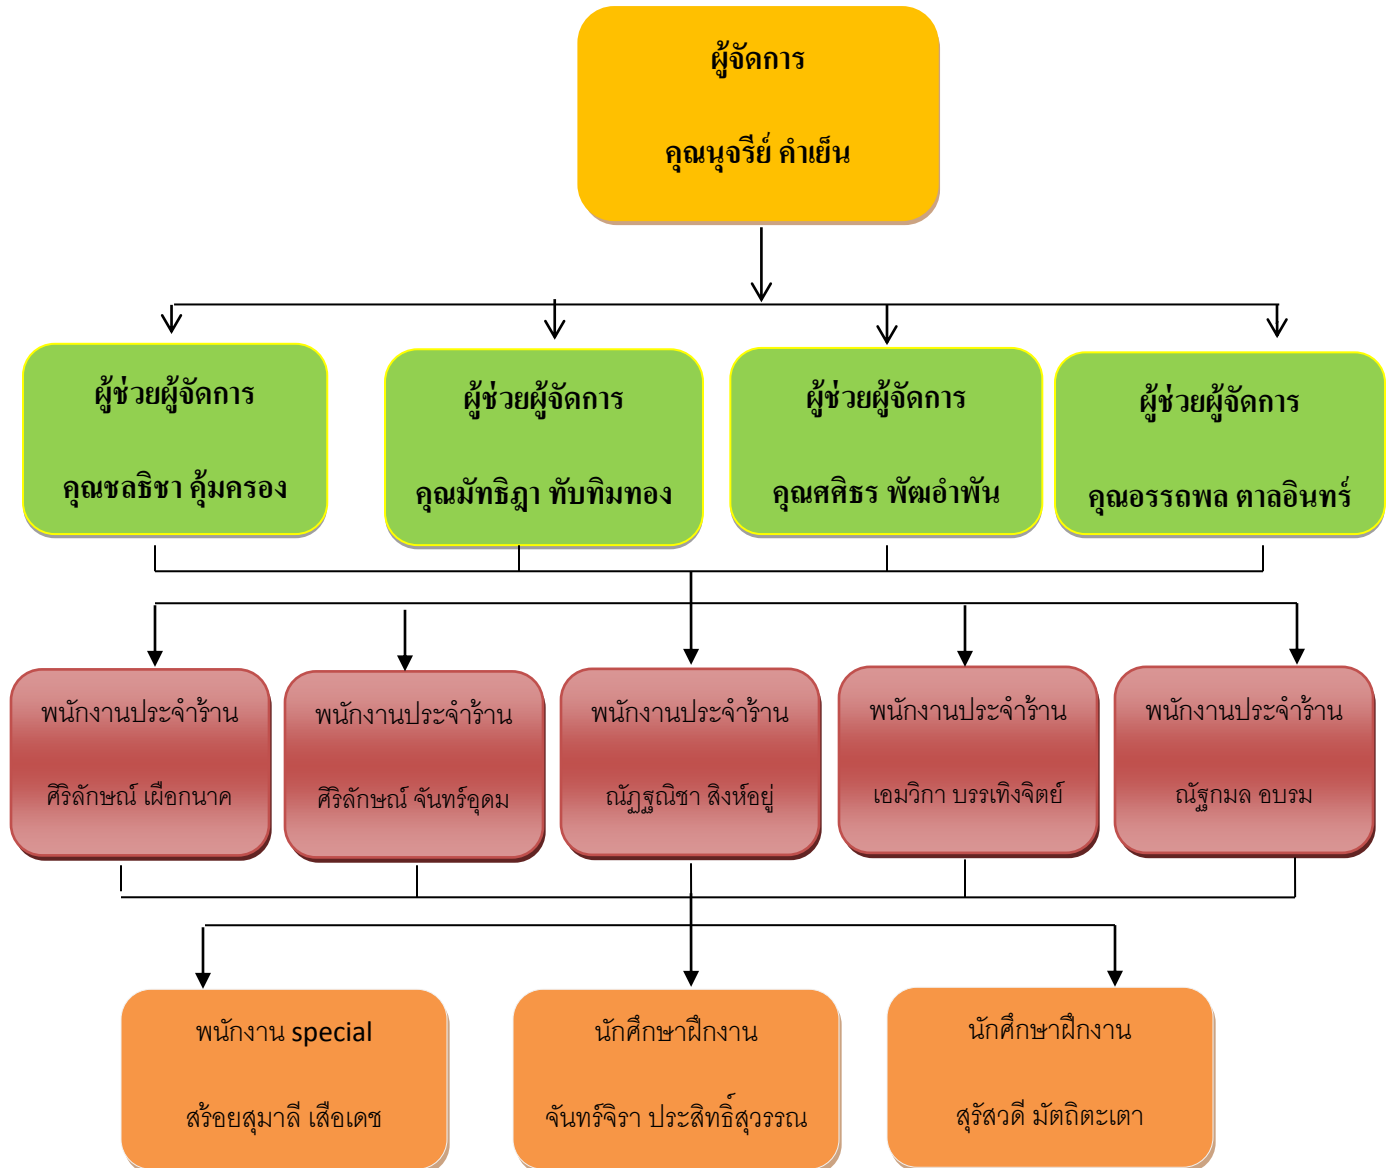 ผู้จัดการ
คุณนุจรีย์ คำเย็น
ผู้ช่วยผู้จัดการ
คุณชลธิชา คุ้มครอง
ผู้ช่วยผู้จัดการ
คุณมัทธิฎา ทับทิมทอง
ผู้ช่วยผู้จัดการ
คุณศศิธร พัฒอำพัน
ผู้ช่วยผู้จัดการ
คุณอรรถพล ตาลอินทร์
พนักงานประจำร้าน
ศิริลักษณ์ เผือกนาค
พนักงานประจำร้าน
ศิริลักษณ์ จันทร์อุดม
พนักงานประจำร้าน
ณัฏฐณิชา สิงห์อยู่
พนักงานประจำร้าน
เอมวิกา บรรเทิงจิตย์
พนักงานประจำร้าน
ณัฐกมล อบรม
พนักงาน special
สร้อยสุมาลี เสือเดช
นักศึกษาฝึกงาน
จันทร์จิรา ประสิทธิ์สุวรรณ
นักศึกษาฝึกงาน
สุรัสวดี มัตถิตะเตา